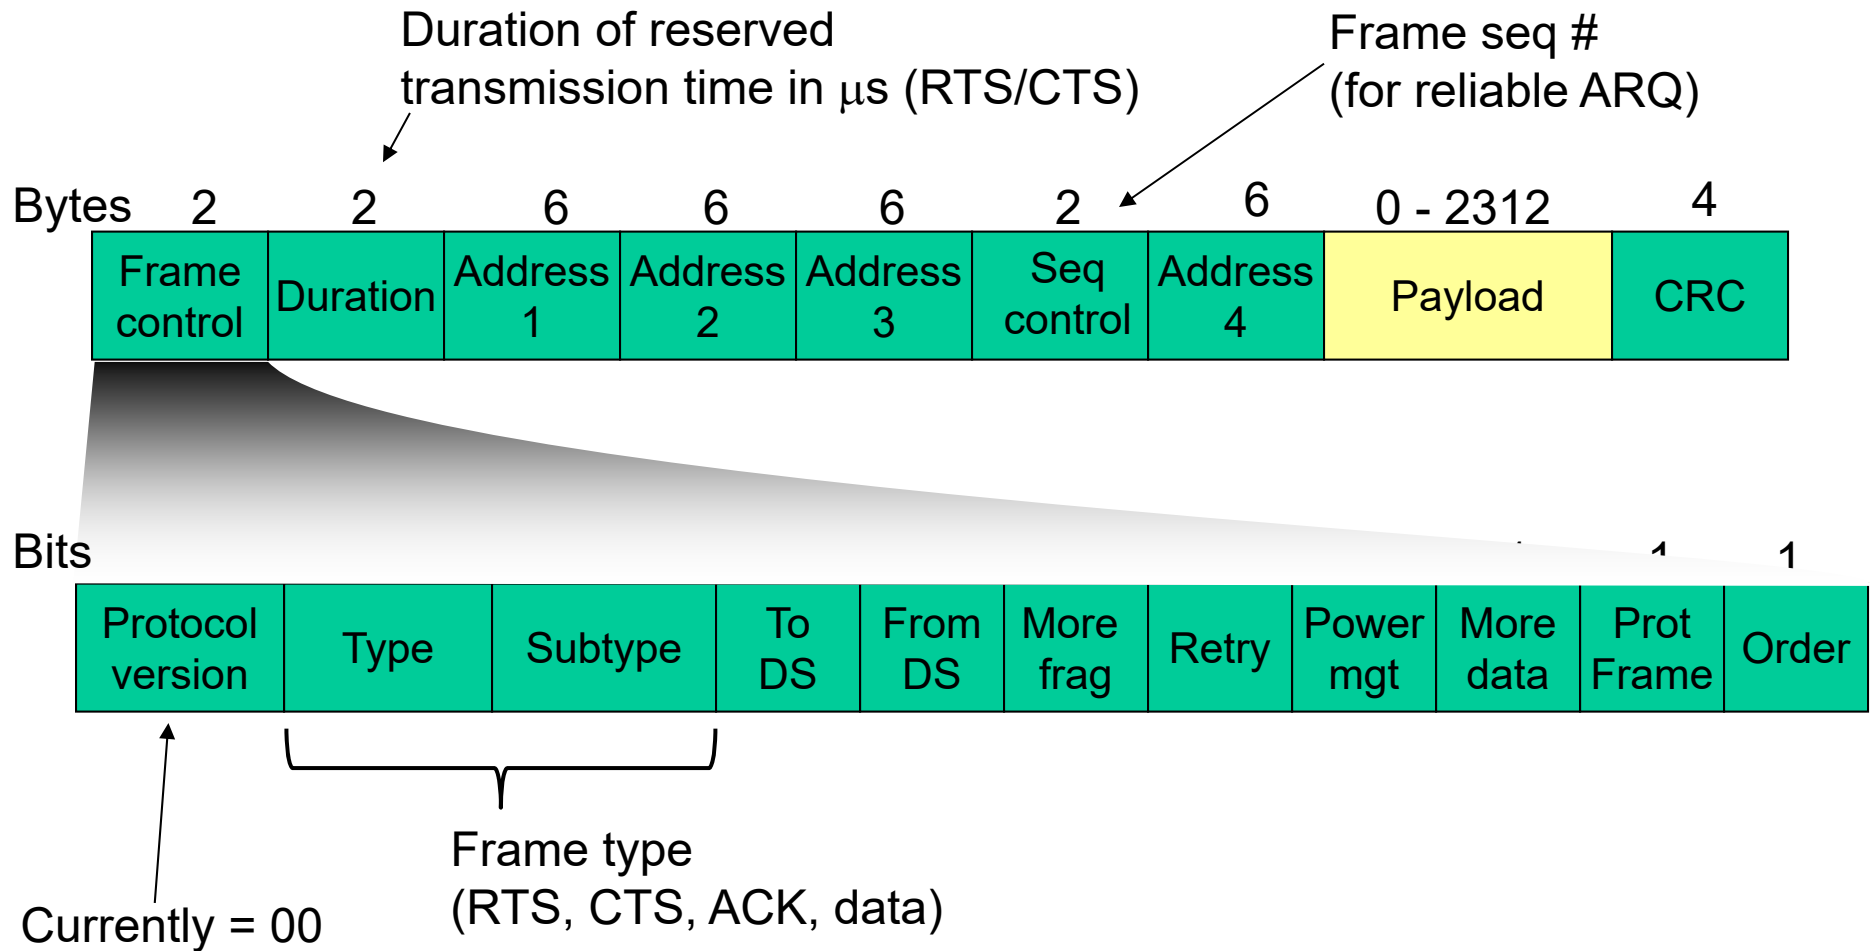 Duration of reserved
transmission time in μs (RTS/CTS)
Frame seq #
(for reliable ARQ)
Bytes 2 2 6 6 6 2 6 0 - 2312 4
Frame control Duration Address 1 Address 2 Address 3 Seq control Address 4 Payload CRC
Bits 1 1
Protocol version Type Subtype To DS From DS More frag Retry Power mgt More data Prot Frame Order
Frame type
(RTS, CTS, ACK, data)
Currently = 00